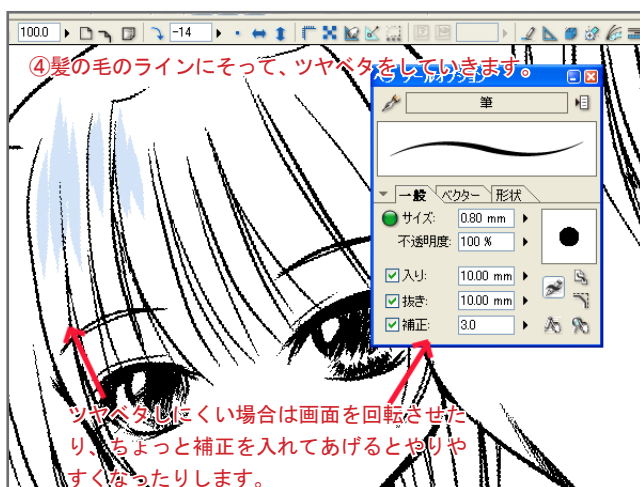 100.0
-14
④髪の毛のラインにそって、ツヤベタをしていきます。
筆
一般 ベクター 形状
サイズ: 0.80 mm
不透明度: 100 %
入り: 10.00 mm
抜き: 10.00 mm
補正: 3.0
ツヤベタしにくい場合は画面を回転させた
り、ちょっと補正を入れてあげるとやりや
すくなったりします。